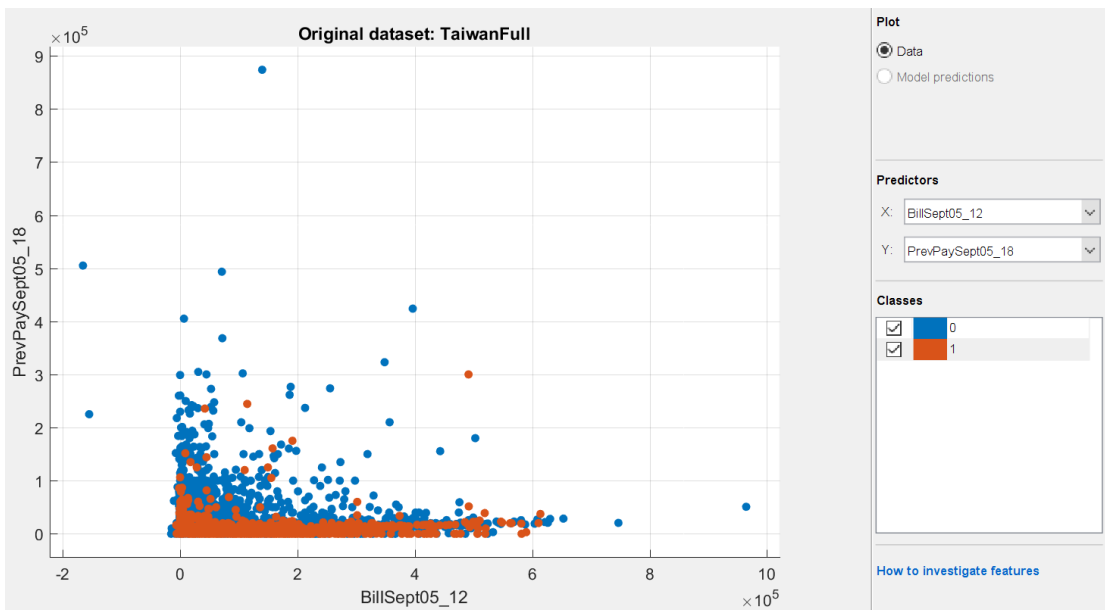 Original dataset: TaiwanFull
×10^5
9
8
7
6
5
4
3
2
1
0
PrevPaySept05_18
-2 0 2 4 6 8 10
BillSept05_12
×10^5
Plot
Data
Model predictions
Predictors
X: BillSept05_12
Y: PrevPaySept05_18
Classes
0
1
How to investigate features